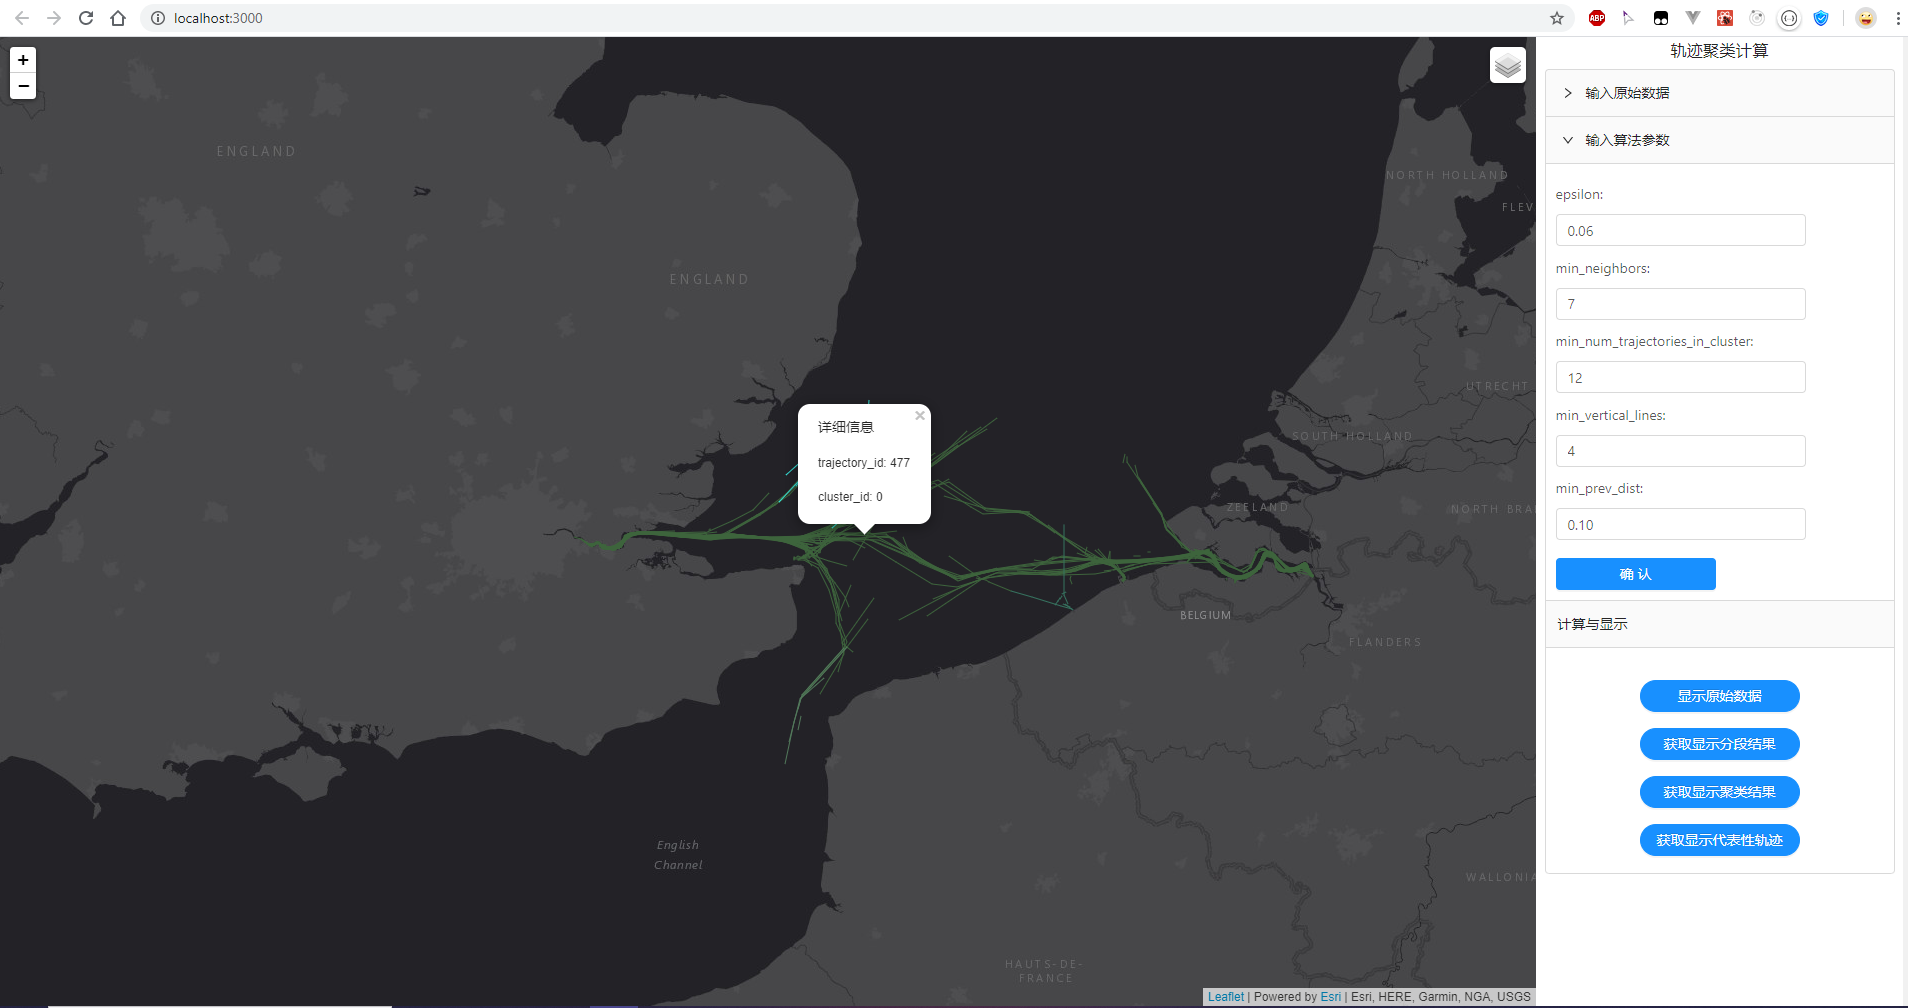 localhost:3000
ABP
+
−
ENGLAND
ENGLAND
NORTH HOLLAND
FLEV
UTRECHT
SOUTH HOLLAND
ZEELAND
NORTH BRA
BELGIUM
FLANDERS
WALLONIA
HAUTS-DE-
FRANCE
English
Channel
详细信息
×
trajectory_id: 477
cluster_id: 0
Leaflet | Powered by Esri | Esri, HERE, Garmin, NGA, USGS
轨迹聚类计算
输入原始数据
输入算法参数
epsilon:
0.06
min_neighbors:
7
min_num_trajectories_in_cluster:
12
min_vertical_lines:
4
min_prev_dist:
0.10
确 认
计算与显示
显示原始数据
获取显示分段结果
获取显示聚类结果
获取显示代表性轨迹